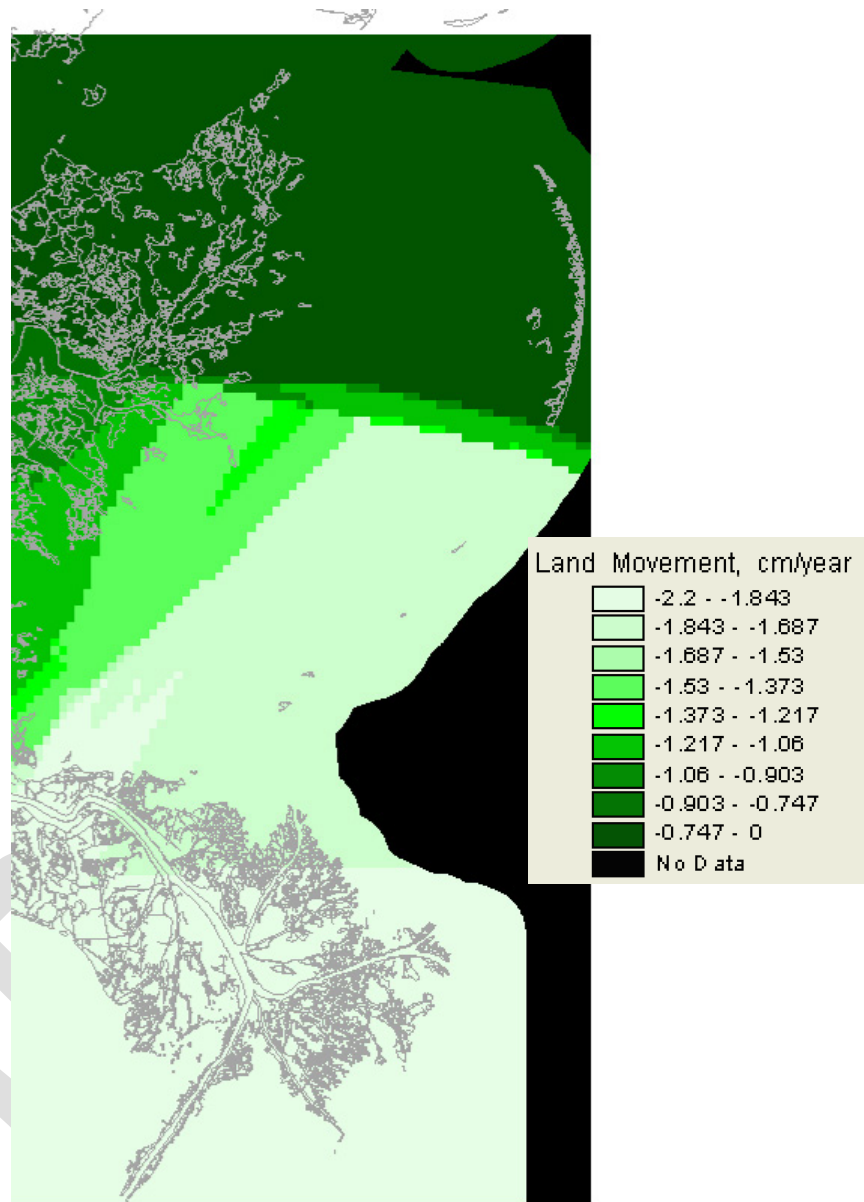 Land Movement, cm/year
-2.2 - -1.843
-1.843 - -1.687
-1.687 - -1.53
-1.53 - -1.373
-1.373 - -1.217
-1.217 - -1.06
-1.06 - -0.903
-0.903 - -0.747
-0.747 - 0
No Data